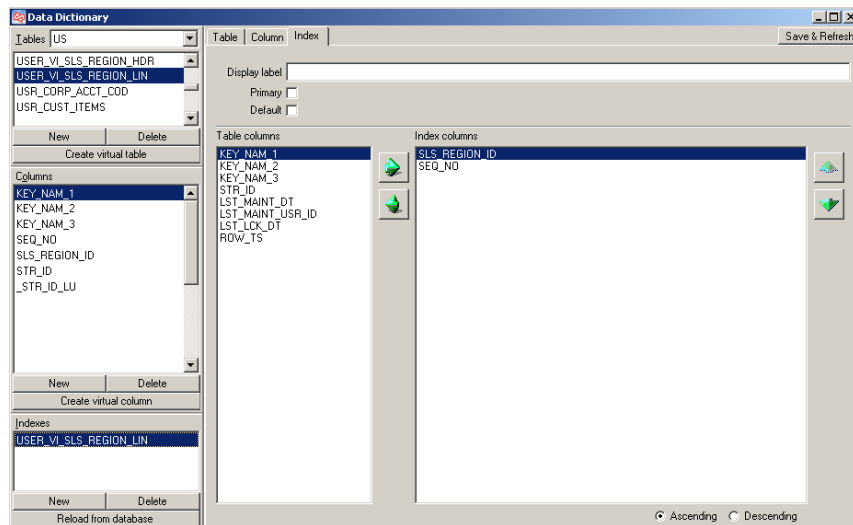 Data Dictionary
Tables US
USER_VI_SLS_REGION_HDR
USER_VI_SLS_REGION_LIN
USR_CORP_ACCT_COD
USR_CUST_ITEMS
New Delete
Create virtual table
Columns
KEY_NAM_1
KEY_NAM_2
KEY_NAM_3
SEQ_NO
SLS_REGION_ID
STR_ID
_STR_ID_LU
New Delete
Create virtual column
Indexes
USER_VI_SLS_REGION_LIN
New Delete
Reload from database
Table Column Index
Save & Refresh
Display label
Primary
Default
Table columns
KEY_NAM_1
KEY_NAM_2
KEY_NAM_3
STR_ID
LST_MAINT_DT
LST_MAINT_USR_ID
LST_LCK_DT
ROW_TS
Index columns
SLS_REGION_ID
SEQ_NO
Ascending Descending